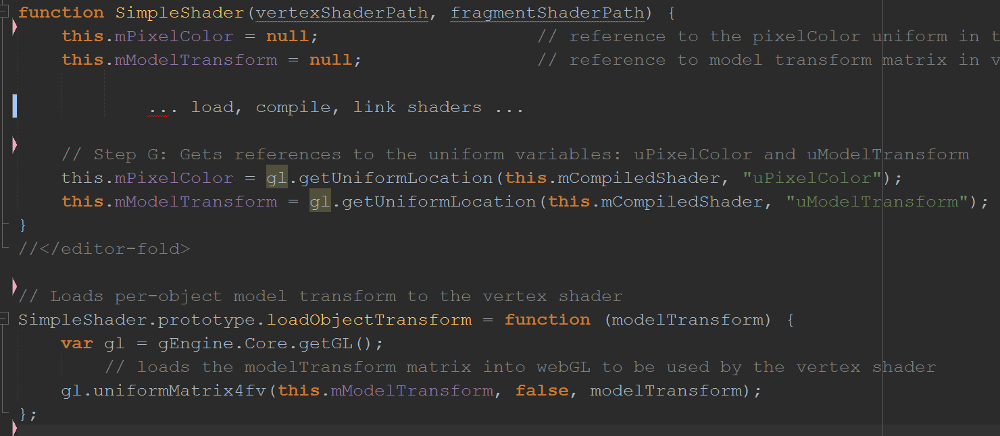 function SimpleShader(vertexShaderPath, fragmentShaderPath) {
    this.mPixelColor = null;                    // reference to the pixelColor uniform in
    this.mModelTransform = null;                // reference to model transform matrix in

            ... load, compile, link shaders ...

    // Step G: Gets references to the uniform variables: uPixelColor and uModelTransform
    this.mPixelColor = gl.getUniformLocation(this.mCompiledShader, "uPixelColor");
    this.mModelTransform = gl.getUniformLocation(this.mCompiledShader, "uModelTransform");
}
//</editor-fold>

// Loads per-object model transform to the vertex shader
SimpleShader.prototype.loadObjectTransform = function (modelTransform) {
    var gl = gEngine.Core.getGL();
        // loads the modelTransform matrix into webGL to be used by the vertex shader
    gl.uniformMatrix4fv(this.mModelTransform, false, modelTransform);
};